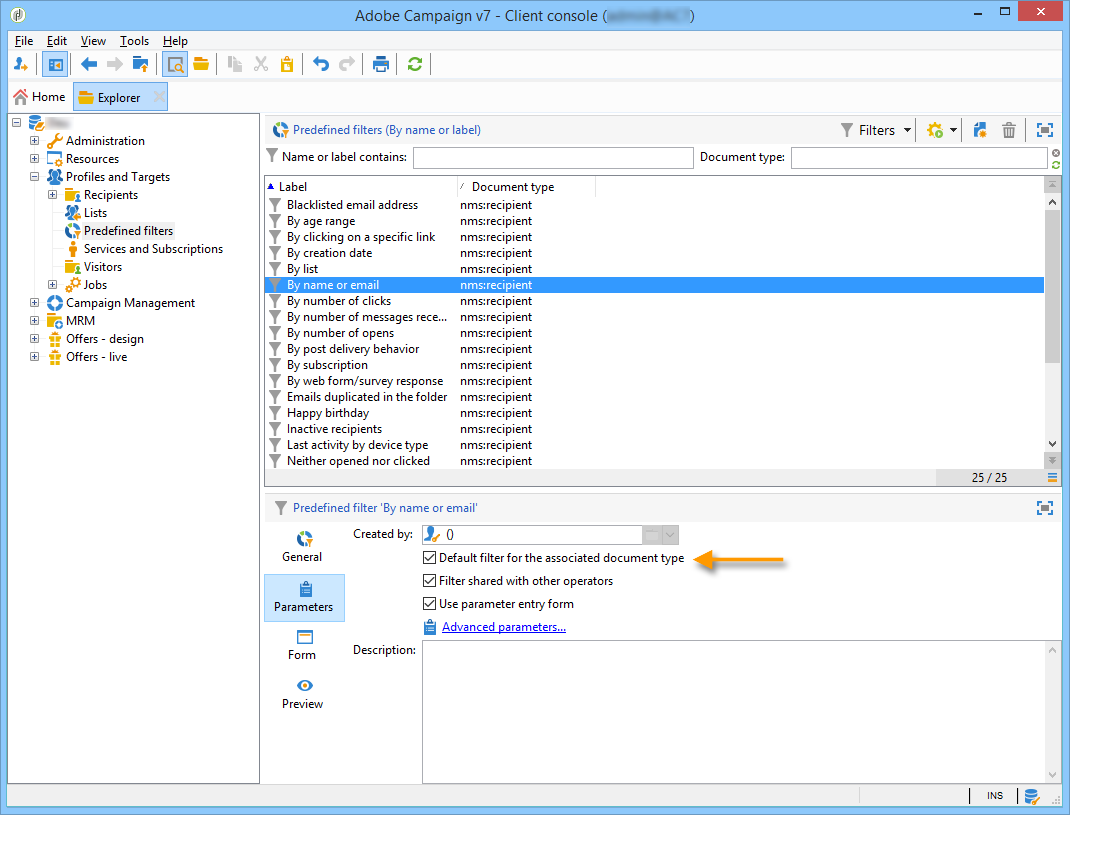 Adobe Campaign v7 - Client console ()
File Edit View Tools Help
Home Explorer
Administration
Resources
Profiles and Targets
Recipients
Lists
Predefined filters
Services and Subscriptions
Visitors
Jobs
Campaign Management
MRM
Offers - design
Offers - live
Predefined filters (By name or label) Filters
Name or label contains: Document type:
Label Document type
Blacklisted email address nms:recipient
By age range nms:recipient
By clicking on a specific link nms:recipient
By creation date nms:recipient
By list nms:recipient
By name or email nms:recipient
By number of clicks nms:recipient
By number of messages rece... nms:recipient
By number of opens nms:recipient
By post delivery behavior nms:recipient
By subscription nms:recipient
By web form/survey response nms:recipient
Emails duplicated in the folder nms:recipient
Happy birthday nms:recipient
Inactive recipients nms:recipient
Last activity by device type nms:recipient
Neither opened nor clicked nms:recipient
25 / 25
Predefined filter 'By name or email'
General
Parameters
Form
Preview
Created by: ()
Default filter for the associated document type
Filter shared with other operators
Use parameter entry form
Advanced parameters...
Description:
INS